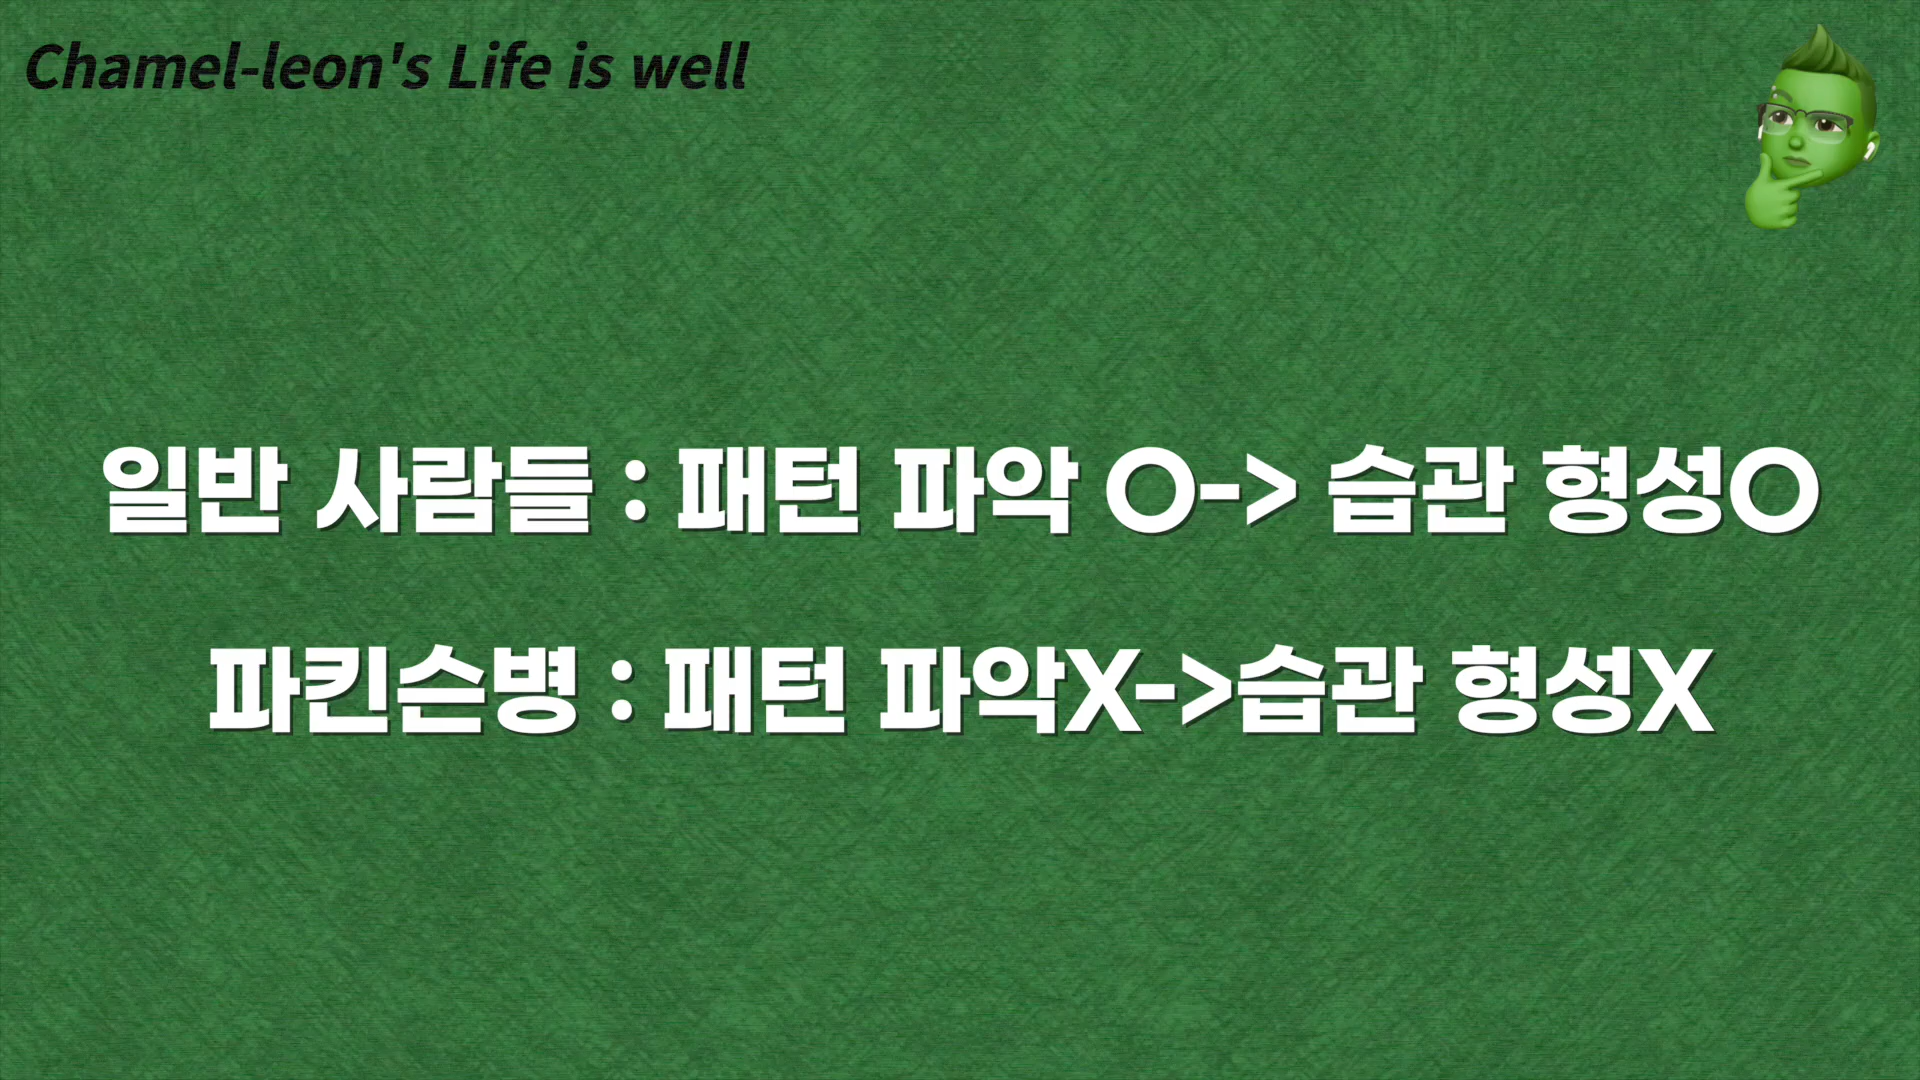 Chamel-leon's Life is well
일반 사람들 : 패턴 파악 O-> 습관 형성O
파킨슨병 : 패턴 파악X->습관 형성X